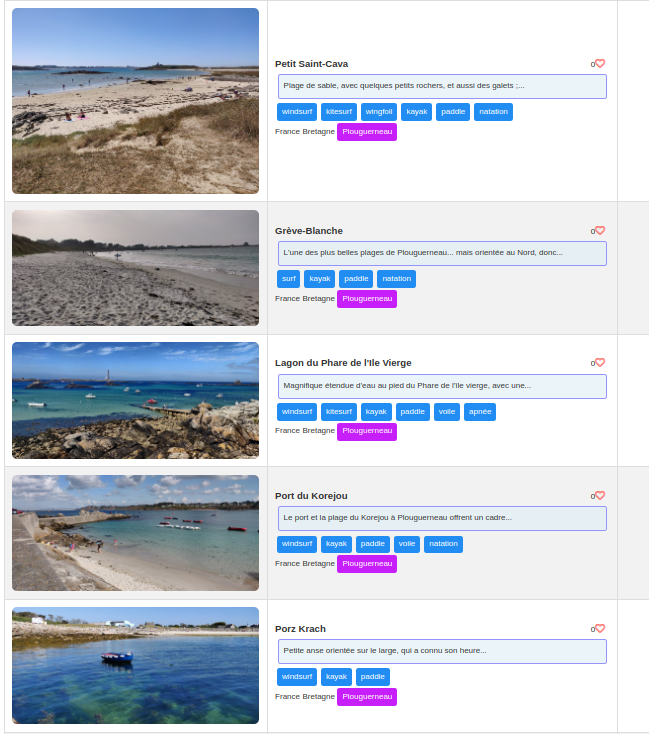 Petit Saint-Cava 0
Plage de sable, avec quelques petits rochers, et aussi des galets ;...
windsurf kitesurf wingfoil kayak paddle natation
France Bretagne Plouguerneau
Grève-Blanche 0
L'une des plus belles plages de Plouguerneau... mais orientée au Nord, donc...
surf kayak paddle natation
France Bretagne Plouguerneau
Lagon du Phare de l'Ile Vierge 0
Magnifique étendue d'eau au pied du Phare de l'île vierge, avec une...
windsurf kitesurf kayak paddle voile apnée
France Bretagne Plouguerneau
Port du Korejou 0
Le port et la plage du Korejou à Plouguerneau offrent un cadre...
windsurf kayak paddle voile natation
France Bretagne Plouguerneau
Porz Krach 0
Petite anse orientée sur le large, qui a connu son heure...
windsurf kayak paddle
France Bretagne Plouguerneau